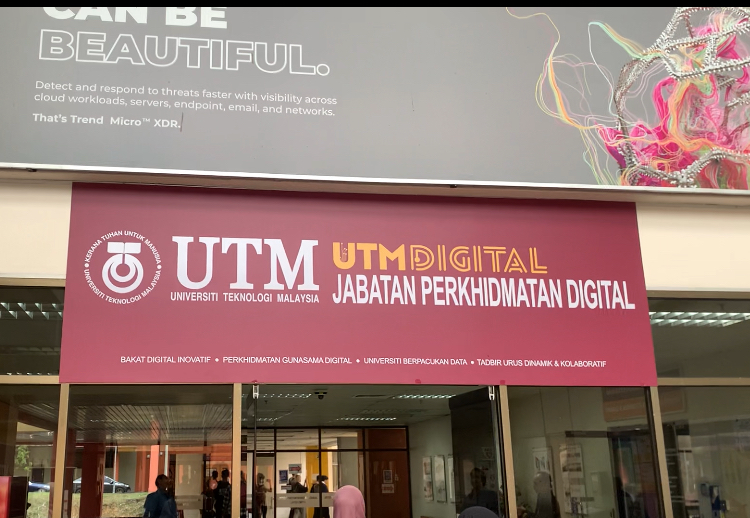 CAN BE
BEAUTIFUL.
Detect and respond to threats faster with visibility across
cloud workloads, servers, endpoint, email, and networks.
That's Trend Micro™ XDR.
KERANA TUHAN UNTUK MANUSIA
UNIVERSITI TEKNOLOGI MALAYSIA
UTM
UNIVERSITI TEKNOLOGI MALAYSIA
UTMDIGITAL
JABATAN PERKHIDMATAN DIGITAL
BAKAT DIGITAL INOVATIF • PERKHIDMATAN GUNASAMA DIGITAL • UNIVERSITI BERPACUKAN DATA • TADBIR URUS DINAMIK & KOLABORATIF